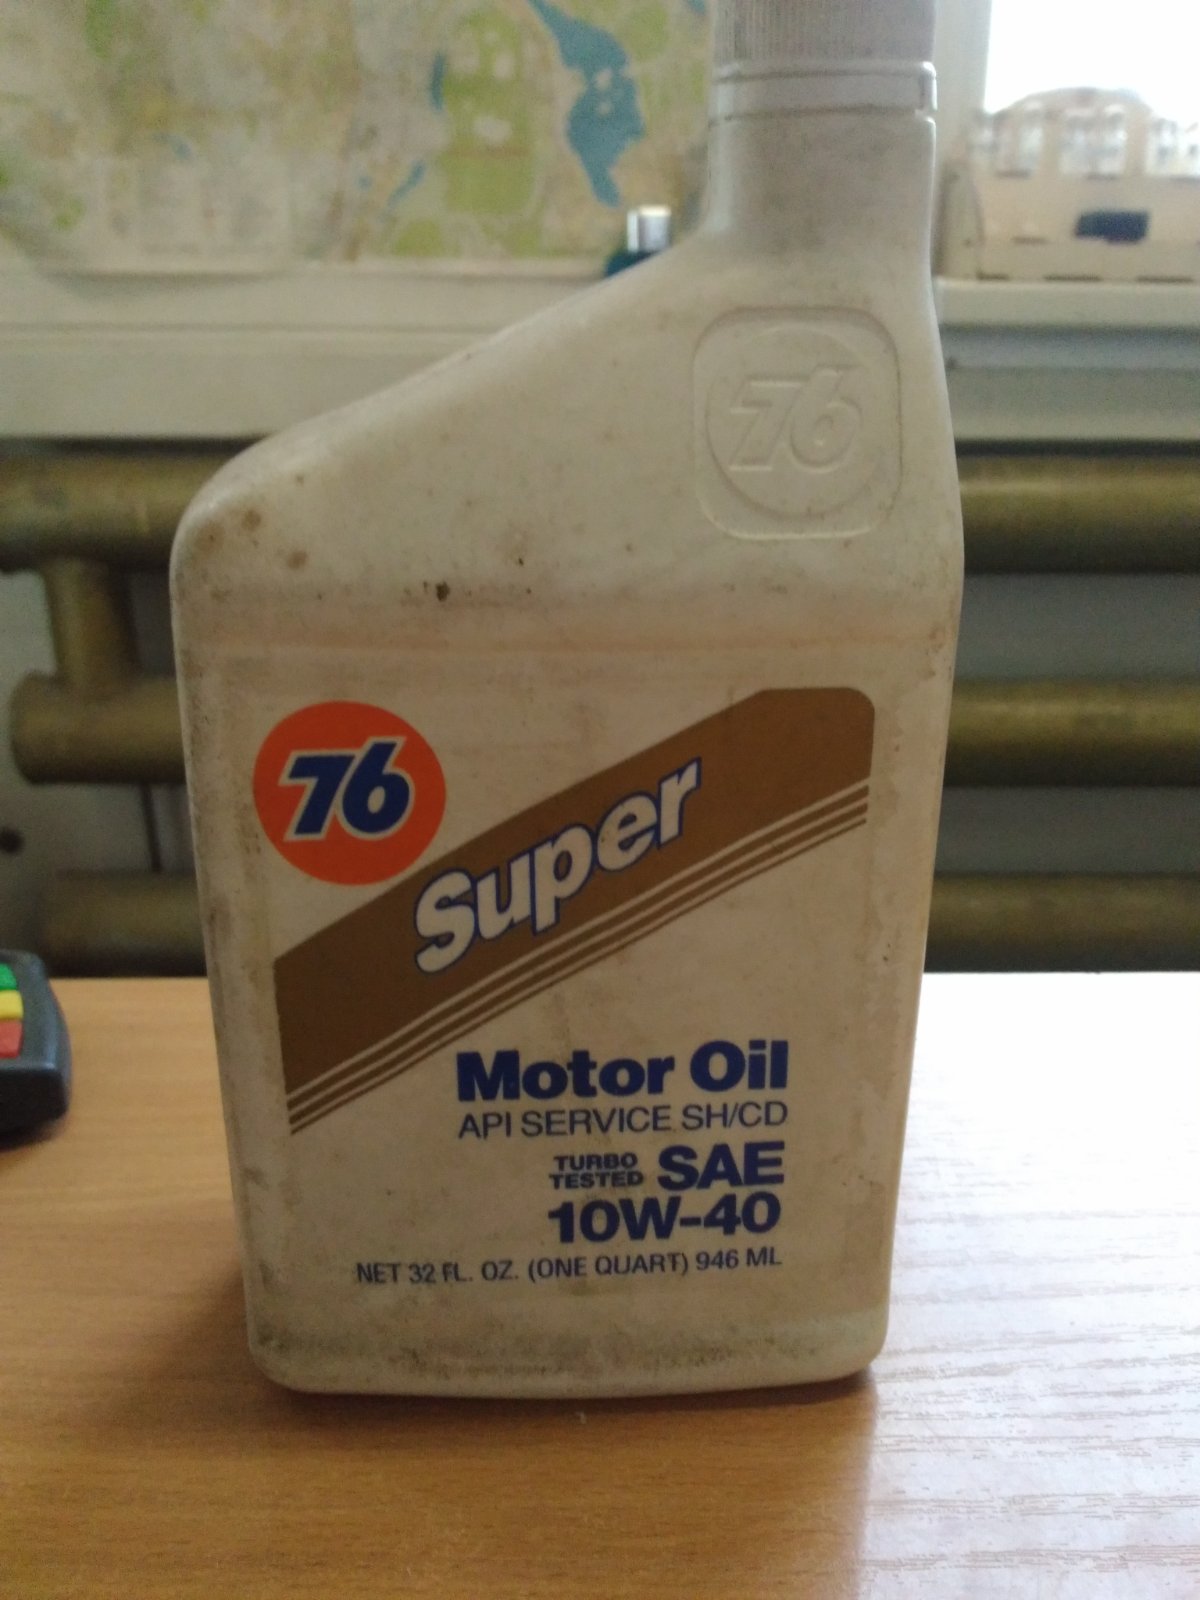 76
76
Super
Motor Oil
API SERVICE SH/CD
TURBO TESTED SAE
10W-40
NET 32 FL. OZ. (ONE QUART) 946 ML